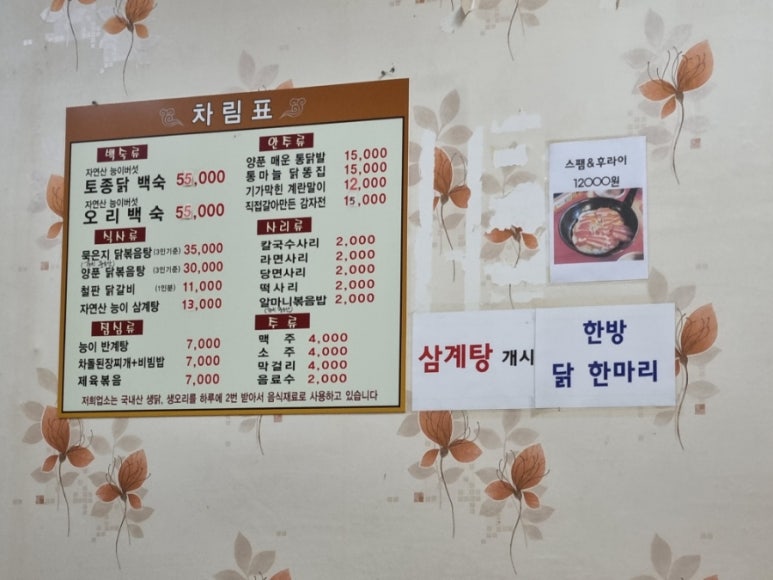 차림표
백숙류
자연산 능이버섯
토종닭 백숙 55,000
자연산 능이버섯
오리백숙 55,000
식사류
묵은지 닭볶음탕 (3인기준) 35,000
양푼 닭볶음탕 (3인기준) 30,000
철판 닭갈비 (1인분) 11,000
자연산 능이 삼계탕 13,000
점심류
능이 반계탕 7,000
차돌된장찌개+비빔밥 7,000
제육볶음 7,000
안주류
양푼 매운 통닭발 15,000
통마늘 닭똥집 15,000
기가막힌 계란말이 12,000
직접갈아만든 감자전 15,000
사리류
칼국수사리 2,000
라면사리 2,000
당면사리 2,000
떡사리 2,000
알마니볶음밥 2,000
주류
맥주 4,000
소주 4,000
막걸리 4,000
음료수 2,000
저희업소는 국내산 생닭, 생오리를 하루에 2번 받아서 음식재료로 사용하고 있습니다
스팸&후라이
12000원
삼계탕 개시
한방
닭 한마리